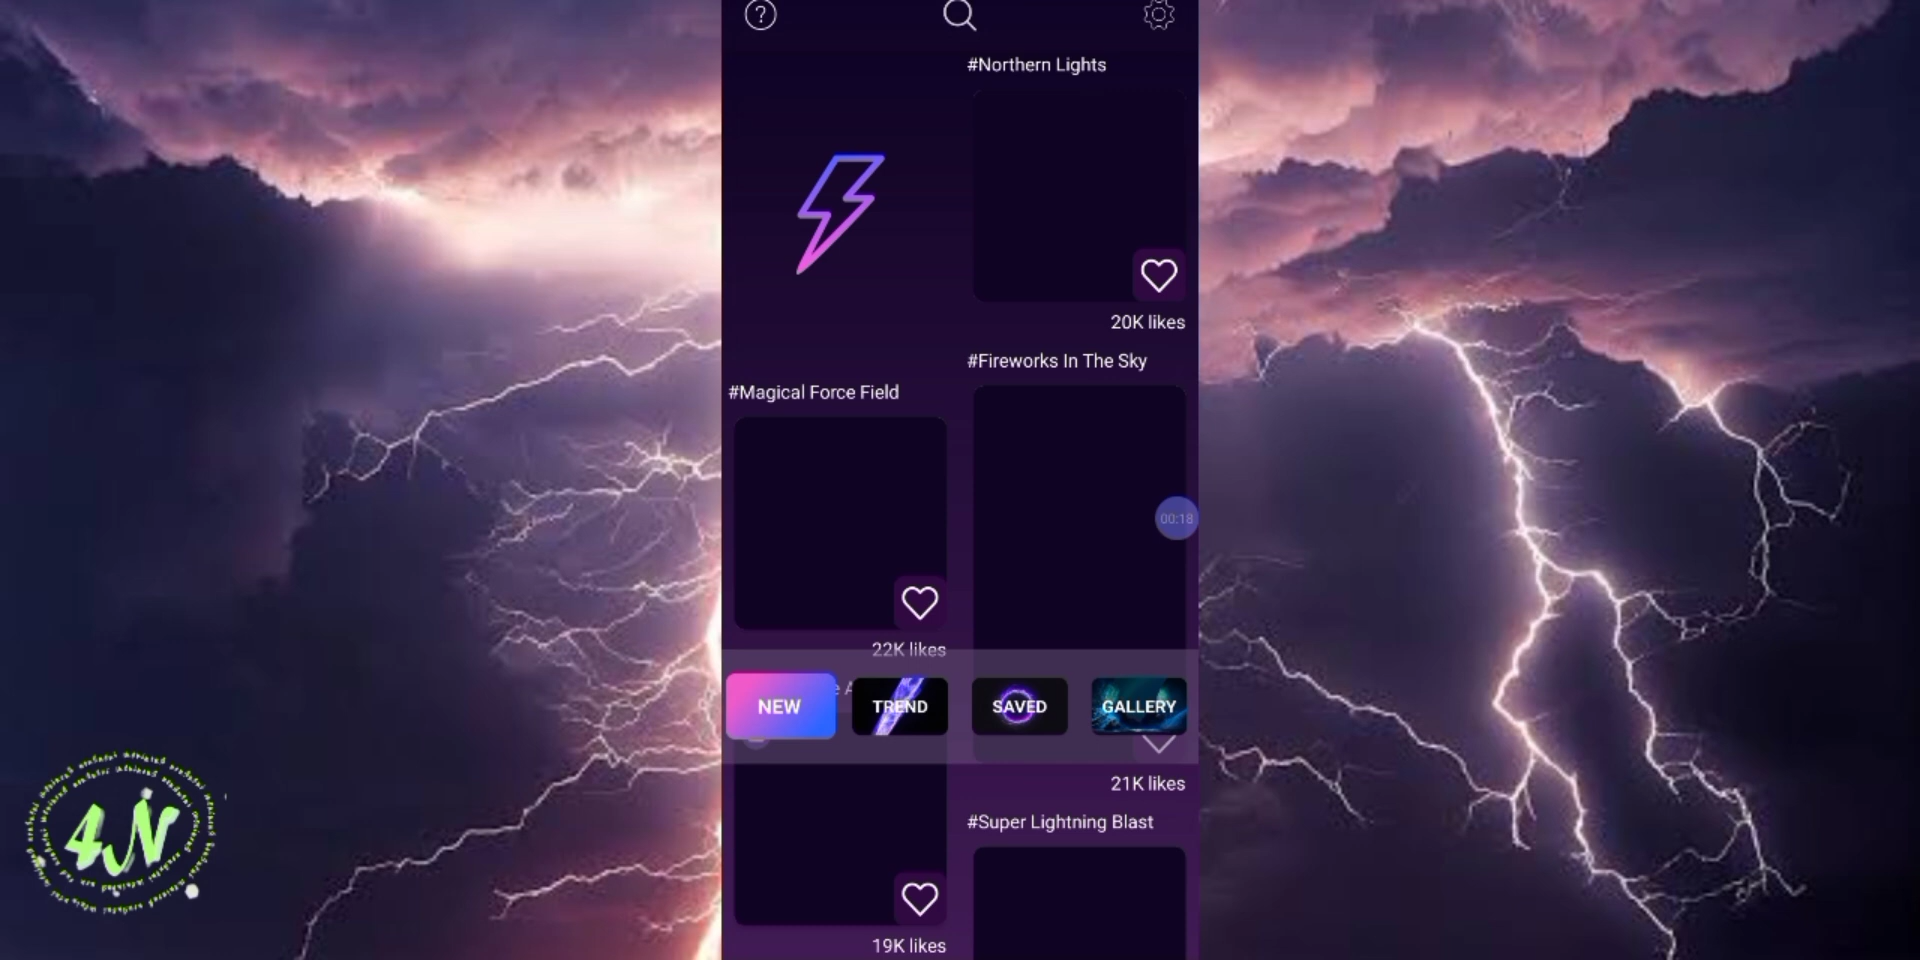 #Northern Lights
20K likes
#Fireworks In The Sky
#Magical Force Field
00:18
22K likes
NEW
TREND
SAVED
GALLERY
21K likes
#Super Lightning Blast
19K likes
4N